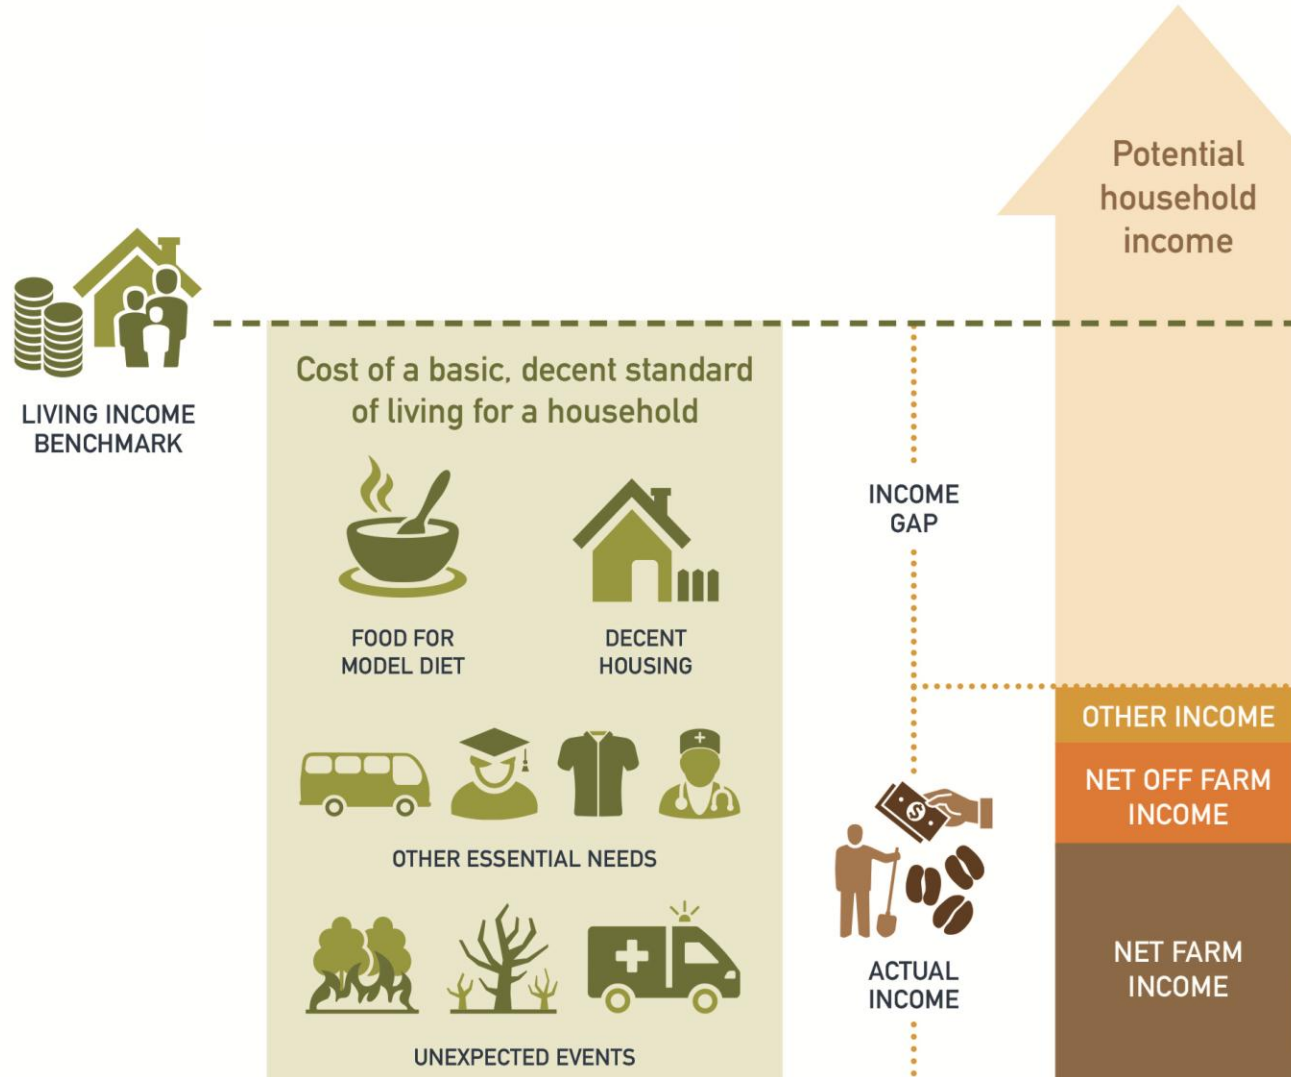 Potential
household
income
LIVING INCOME
BENCHMARK
Cost of a basic, decent standard
of living for a household
FOOD FOR
MODEL DIET
DECENT
HOUSING
OTHER ESSENTIAL NEEDS
UNEXPECTED EVENTS
INCOME
GAP
$
ACTUAL
INCOME
OTHER INCOME
NET OFF FARM
INCOME
NET FARM
INCOME